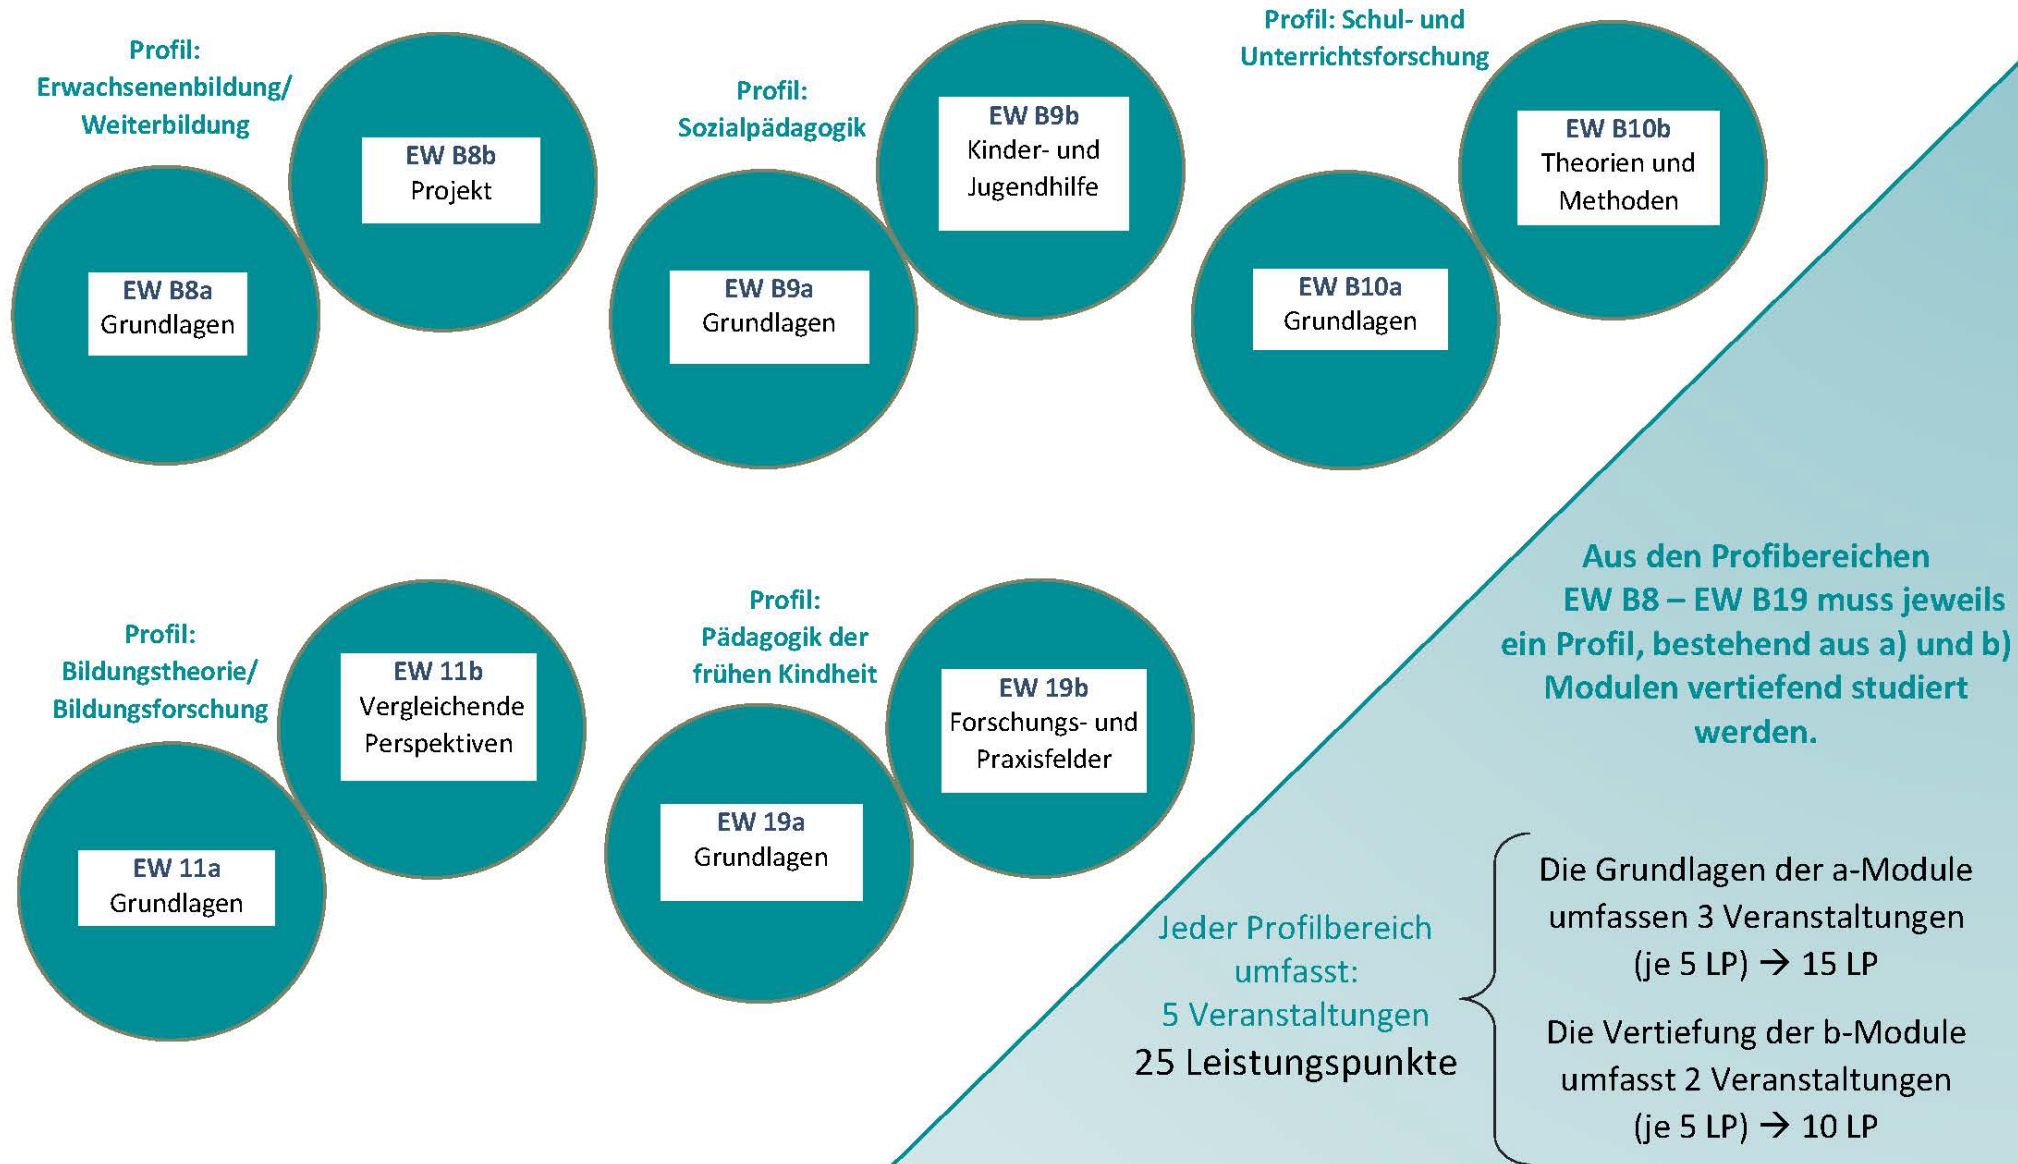 Profil:
Erwachsenenbildung/
Weiterbildung
EW B8a
Grundlagen
EW B8b
Projekt
Profil:
Sozialpädagogik
EW B9a
Grundlagen
EW B9b
Kinder- und
Jugendhilfe
Profil: Schul- und
Unterrichtsforschung
EW B10a
Grundlagen
EW B10b
Theorien und
Methoden
Profil:
Bildungstheorie/
Bildungsforschung
EW 11a
Grundlagen
EW 11b
Vergleichende
Perspektiven
Profil:
Pädagogik der
frühen Kindheit
EW 19a
Grundlagen
EW 19b
Forschungs- und
Praxisfelder
Aus den Profibereichen
EW B8 – EW B19 muss jeweils
ein Profil, bestehend aus a) und b)
Modulen vertiefend studiert
werden.
Jeder Profilbereich
umfasst:
5 Veranstaltungen
25 Leistungspunkte
Die Grundlagen der a-Module
umfassen 3 Veranstaltungen
(je 5 LP) → 15 LP
Die Vertiefung der b-Module
umfasst 2 Veranstaltungen
(je 5 LP) → 10 LP